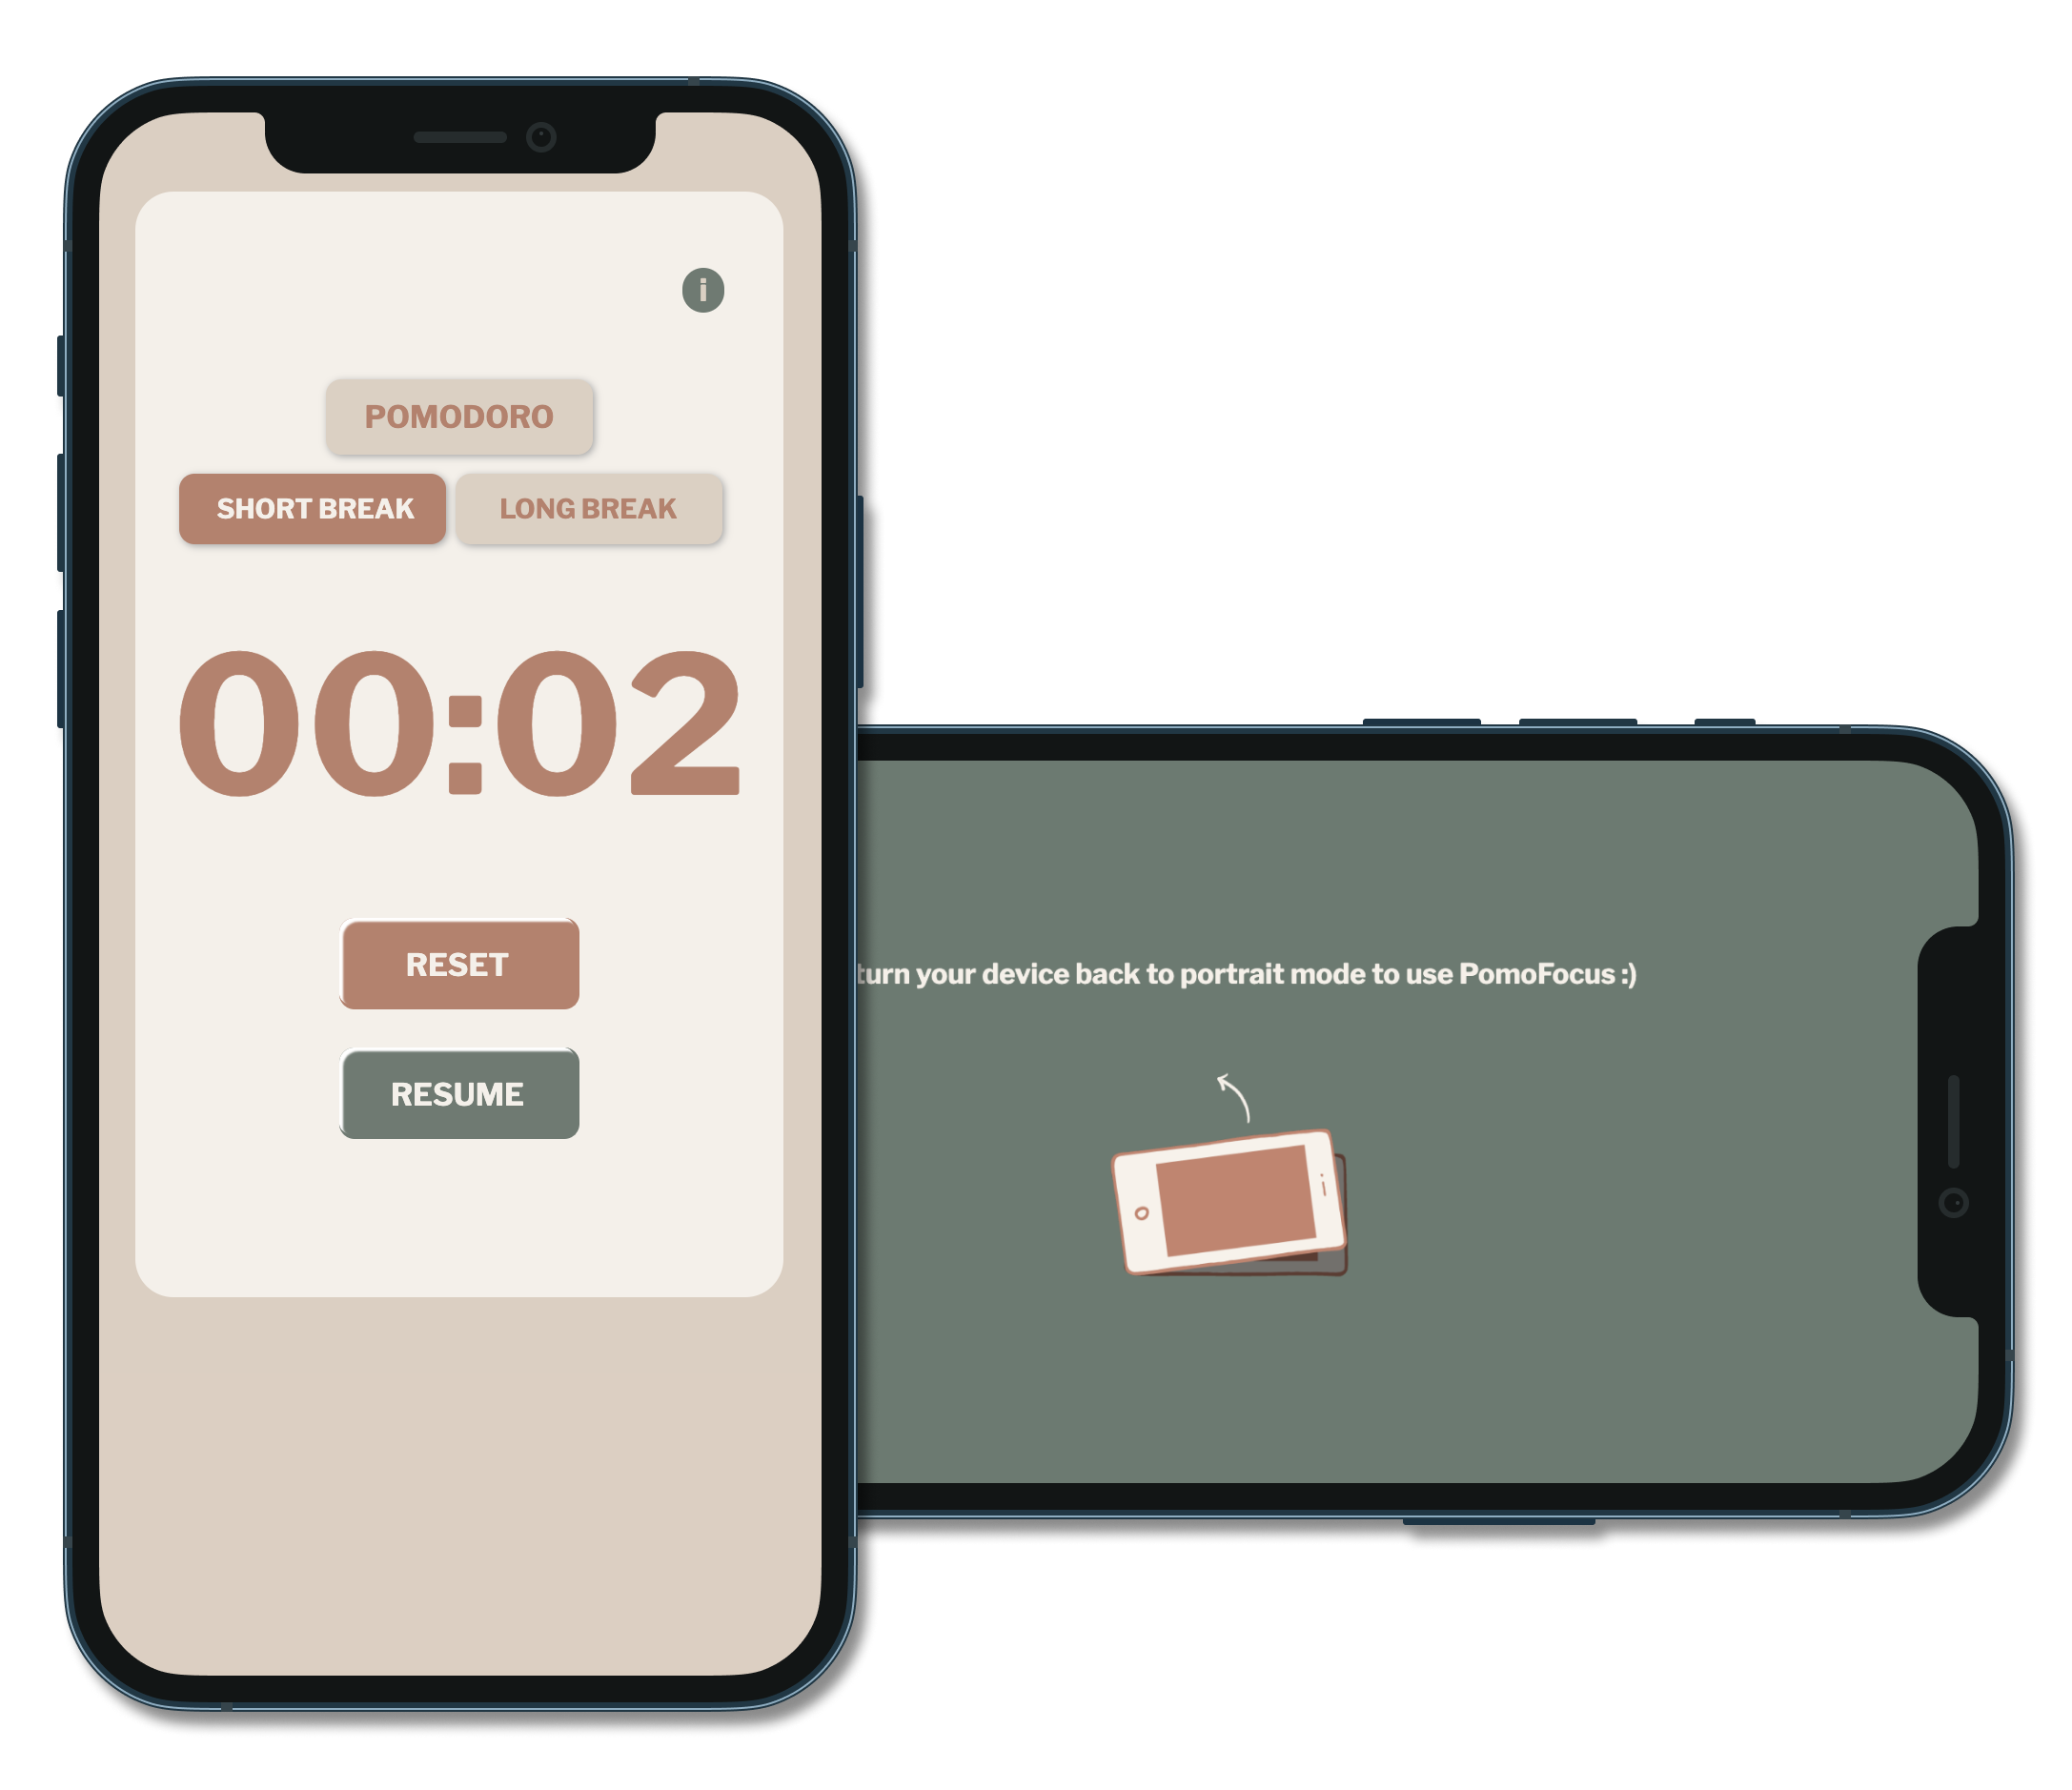 i
POMODORO
SHORT BREAK
LONG BREAK
00:02
RESET
RESUME
turn your device back to portrait mode to use PomoFocus :)